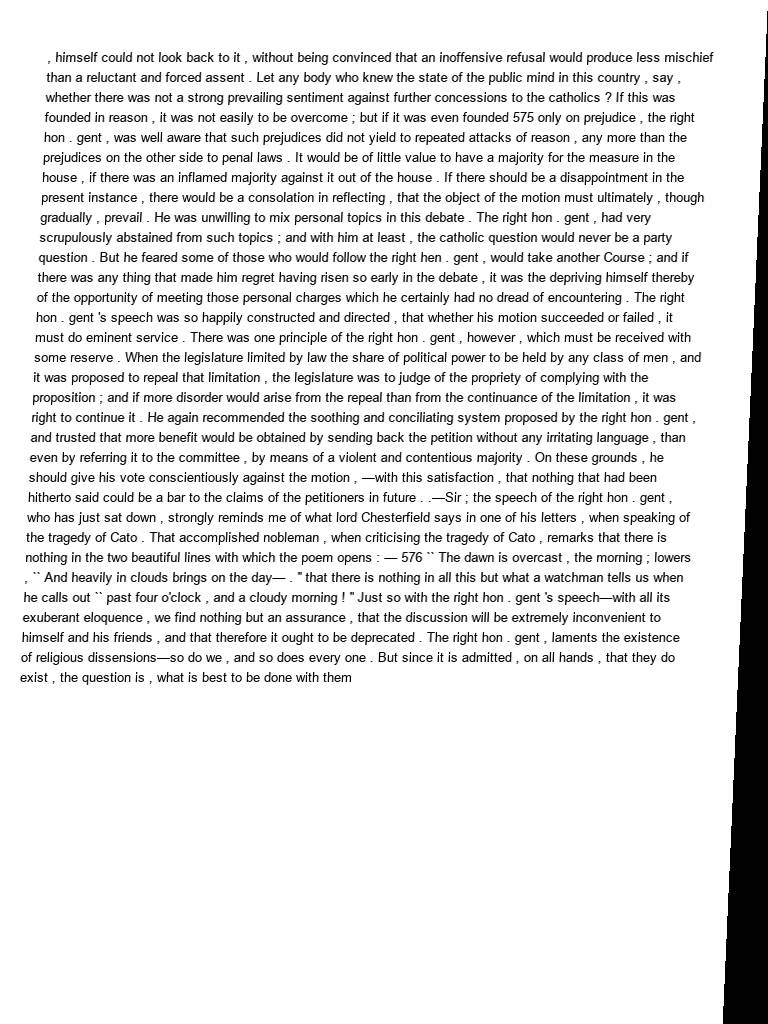 , himself could not look back to it , without being convinced that an inoffensive refusal would produce less mischief
than a reluctant and forced assent . Let any body who knew the state of the public mind in this country , say ,
whether there was not a strong prevailing sentiment against further concessions to the catholics ? If this was
founded in reason , it was not easily to be overcome ; but if it was even founded 575 only on prejudice , the right
hon . gent , was well aware that such prejudices did not yield to repeated attacks of reason , any more than the
prejudices on the other side to penal laws . It would be of little value to have a majority for the measure in the
house , if there was an inflamed majority against it out of the house . If there should be a disappointment in the
present instance , there would be a consolation in reflecting , that the object of the motion must ultimately , though
gradually , prevail . He was unwilling to mix personal topics in this debate . The right hon . gent , had very
scrupulously abstained from such topics ; and with him at least , the catholic question would never be a party
question . But he feared some of those who would follow the right hen . gent , would take another Course ; and if
there was any thing that made him regret having risen so early in the debate , it was the depriving himself thereby
of the opportunity of meeting those personal charges which he certainly had no dread of encountering . The right
hon . gent 's speech was so happily constructed and directed , that whether his motion succeeded or failed , it
must do eminent service . There was one principle of the right hon . gent , however , which must be received with
some reserve . When the legislature limited by law the share of political power to be held by any class of men , and
it was proposed to repeal that limitation , the legislature was to judge of the propriety of complying with the
proposition ; and if more disorder would arise from the repeal than from the continuance of the limitation , it was
right to continue it . He again recommended the soothing and conciliating system proposed by the right hon . gent ,
and trusted that more benefit would be obtained by sending back the petition without any irritating language , than
even by referring it to the committee , by means of a violent and contentious majority . On these grounds , he
should give his vote conscientiously against the motion , —with this satisfaction , that nothing that had been
hitherto said could be a bar to the claims of the petitioners in future . .—Sir ; the speech of the right hon . gent ,
who has just sat down , strongly reminds me of what lord Chesterfield says in one of his letters , when speaking of
the tragedy of Cato . That accomplished nobleman , when criticising the tragedy of Cato , remarks that there is
nothing in the two beautiful lines with which the poem opens : — 576 `` The dawn is overcast , the morning ; lowers
, `` And heavily in clouds brings on the day— . '' that there is nothing in all this but what a watchman tells us when
he calls out `` past four o'clock , and a cloudy morning ! '' Just so with the right hon . gent 's speech—with all its
exuberant eloquence , we find nothing but an assurance , that the discussion will be extremely inconvenient to
himself and his friends , and that therefore it ought to be deprecated . The right hon . gent , laments the existence
of religious dissensions—so do we , and so does every one . But since it is admitted , on all hands , that they do
exist , the question is , what is best to be done with them